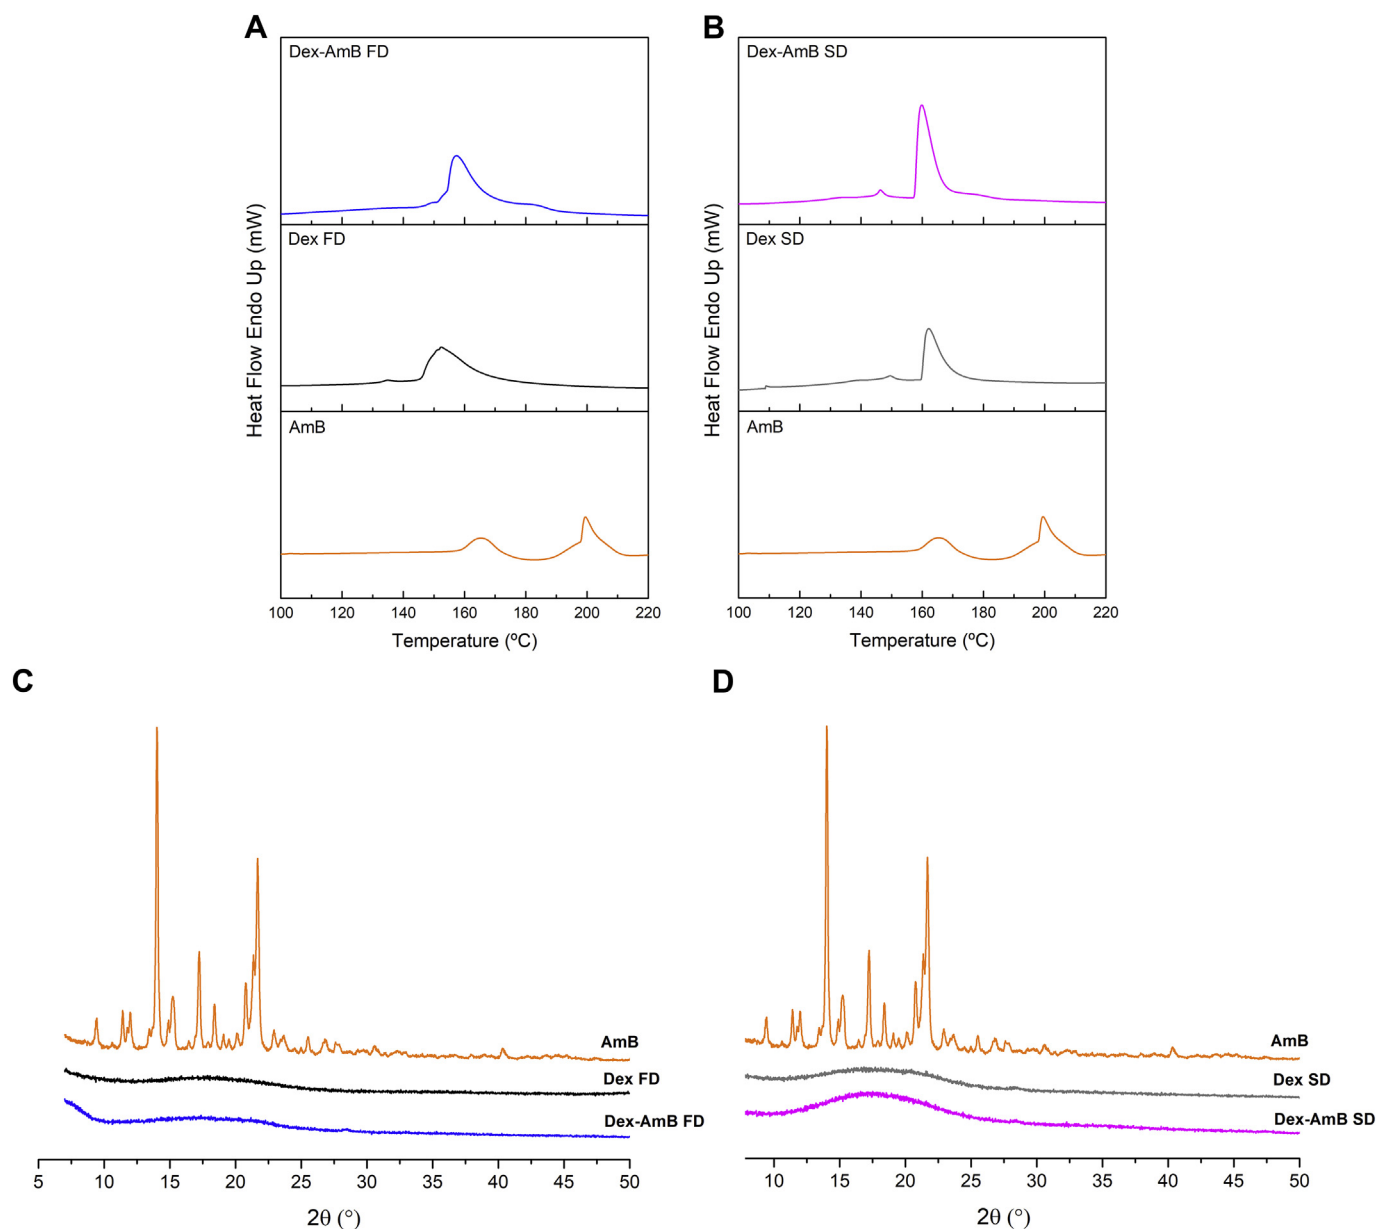 A
B
Dex-AmB FD
Dex-AmB SD
Dex FD
Dex SD
AmB
AmB
Heat Flow Endo Up (mW)
Heat Flow Endo Up (mW)
100 120 140 160 180 200 220
100 120 140 160 180 200 220
Temperature (ºC)
Temperature (ºC)
C
D
AmB
Dex FD
Dex-AmB FD
AmB
Dex SD
Dex-AmB SD
5 10 15 20 25 30 35 40 45 50
10 15 20 25 30 35 40 45 50
2θ (°)
2θ (°)